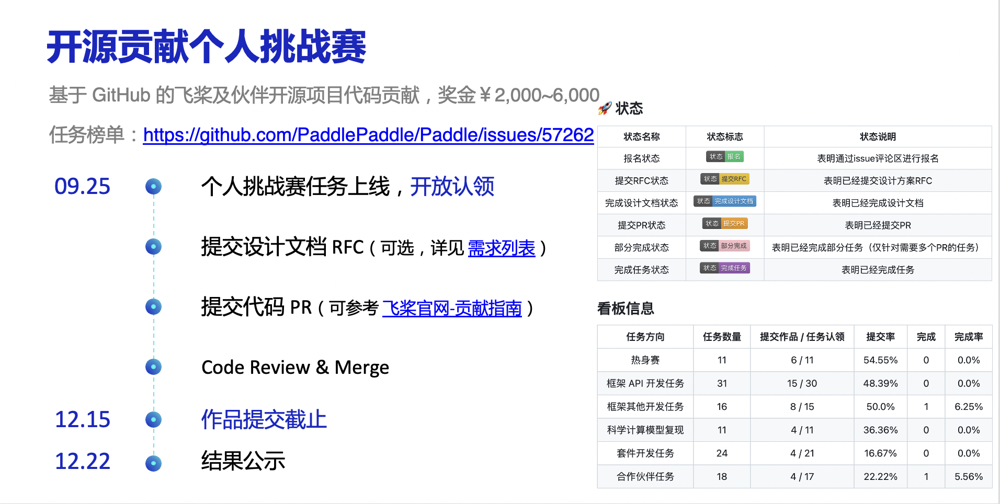 开源贡献个人挑战赛
基于 GitHub 的飞桨及伙伴开源项目代码贡献，奖金￥2,000~6,000
任务榜单：https://github.com/PaddlePaddle/Paddle/issues/57262
09.25 个人挑战赛任务上线，开放认领
提交设计文档 RFC（可选，详见 需求列表）
提交代码 PR（可参考 飞桨官网-贡献指南）
Code Review & Merge
12.15 作品提交截止
12.22 结果公示
🚀 状态
状态名称 状态标志 状态说明
报名状态 状态 报名 表明通过issue评论区进行报名
提交RFC状态 状态 提交RFC 表明已经提交设计方案RFC
完成设计文档状态 状态 完成设计文档 表明已经完成设计文档
提交PR状态 状态 提交PR 表明已经提交PR
部分完成状态 状态 部分完成 表明已经完成部分任务（仅针对需要多个PR的任务）
完成任务状态 状态 完成任务 表明已经完成任务
看板信息
任务方向 任务数量 提交作品 / 任务认领 提交率 完成 完成率
热身赛 11 6 / 11 54.55% 0 0.0%
框架 API 开发任务 31 15 / 30 48.39% 0 0.0%
框架其他开发任务 16 8 / 15 50.0% 1 6.25%
科学计算模型复现 11 4 / 11 36.36% 0 0.0%
套件开发任务 24 4 / 21 16.67% 0 0.0%
合作伙伴任务 18 4 / 17 22.22% 1 5.56%